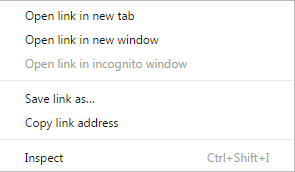 Open link in new tab
Open link in new window
Open link in incognito window
Save link as...
Copy link address
Inspect Ctrl+Shift+I